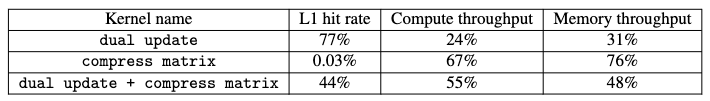 Kernel name L1 hit rate Compute throughput Memory throughput
dual update 77% 24% 31%
compress matrix 0.03% 67% 76%
dual update + compress matrix 44% 55% 48%